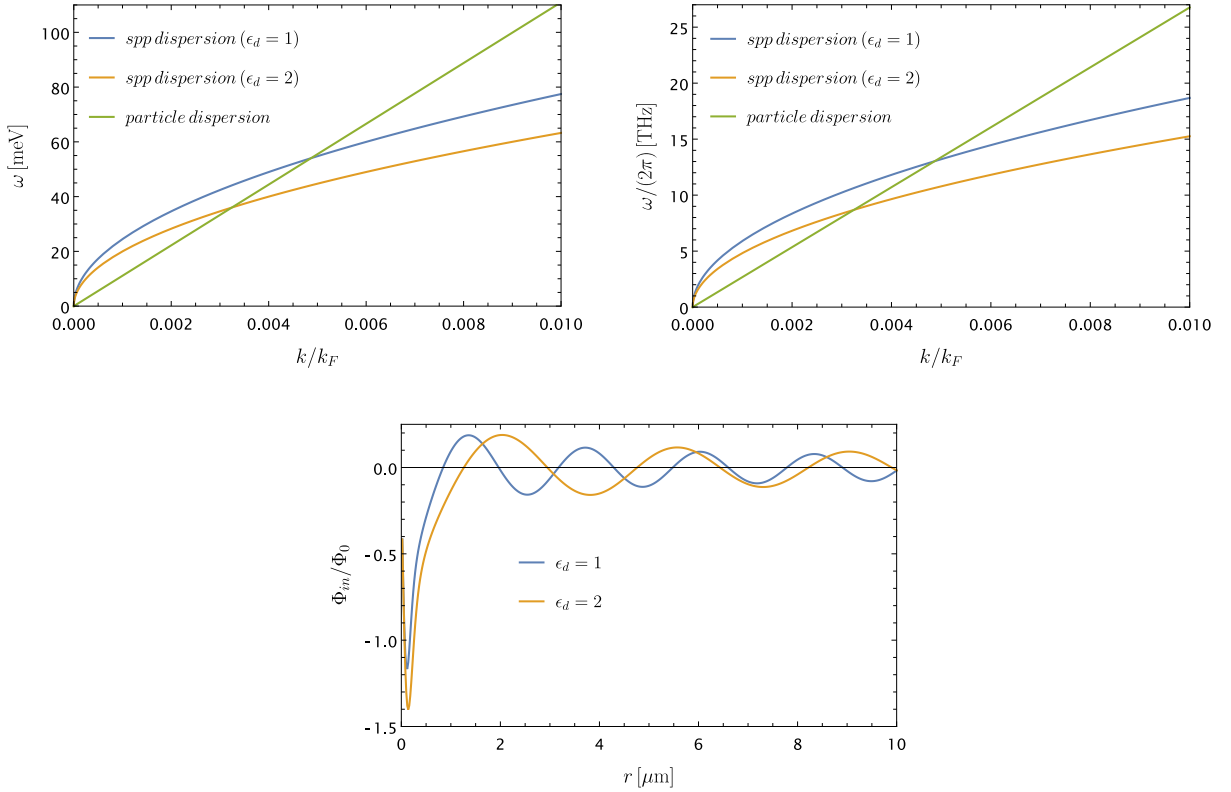 spp dispersion (ϵ_d = 1)
spp dispersion (ϵ_d = 2)
particle dispersion
ω [meV]
100
80
60
40
20
0
0.000 0.002 0.004 0.006 0.008 0.010
k/k_F
spp dispersion (ϵ_d = 1)
spp dispersion (ϵ_d = 2)
particle dispersion
ω/(2π) [THz]
25
20
15
10
5
0
0.000 0.002 0.004 0.006 0.008 0.010
k/k_F
Φ_in/Φ_0
0.0
-0.5
-1.0
-1.5
ϵ_d = 1
ϵ_d = 2
0 2 4 6 8 10
r [μm]